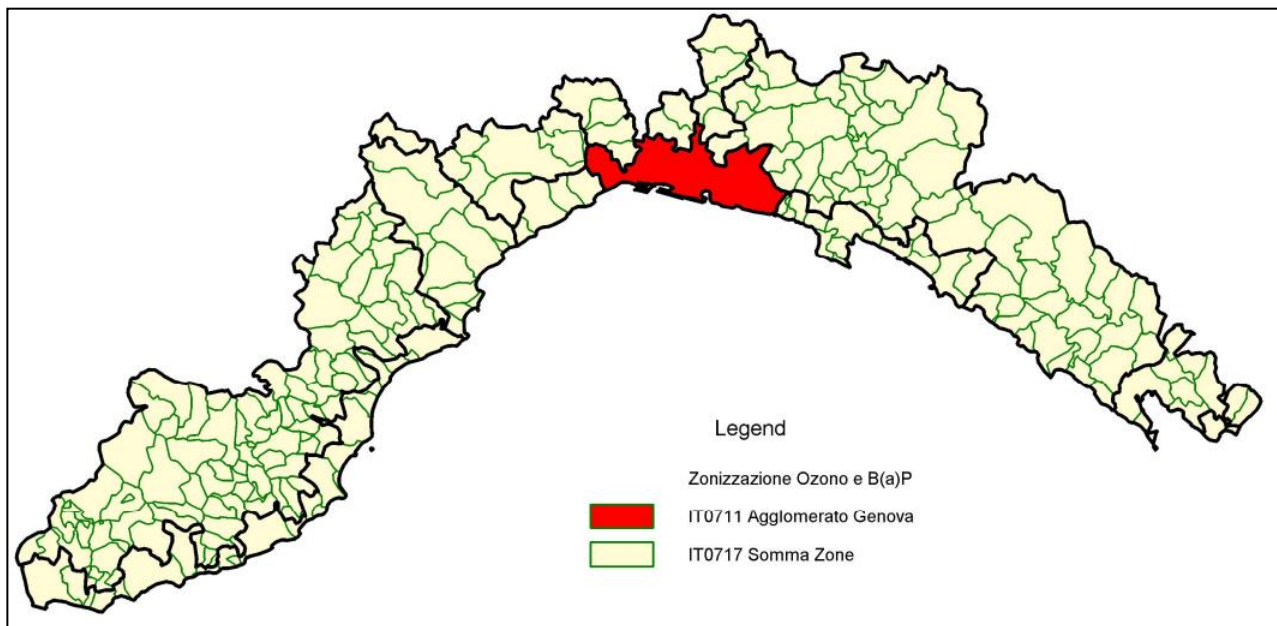 Legend
Zonizzazione Ozono e B(a)P
IT0711 Agglomerato Genova
IT0717 Somma Zone